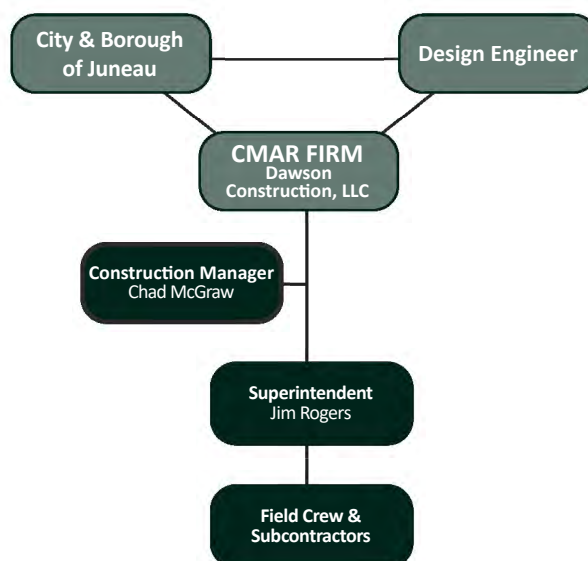 City & Borough
of Juneau
Design Engineer
CMAR FIRM
Dawson
Construction, LLC
Construction Manager
Chad McGraw
Superintendent
Jim Rogers
Field Crew &
Subcontractors